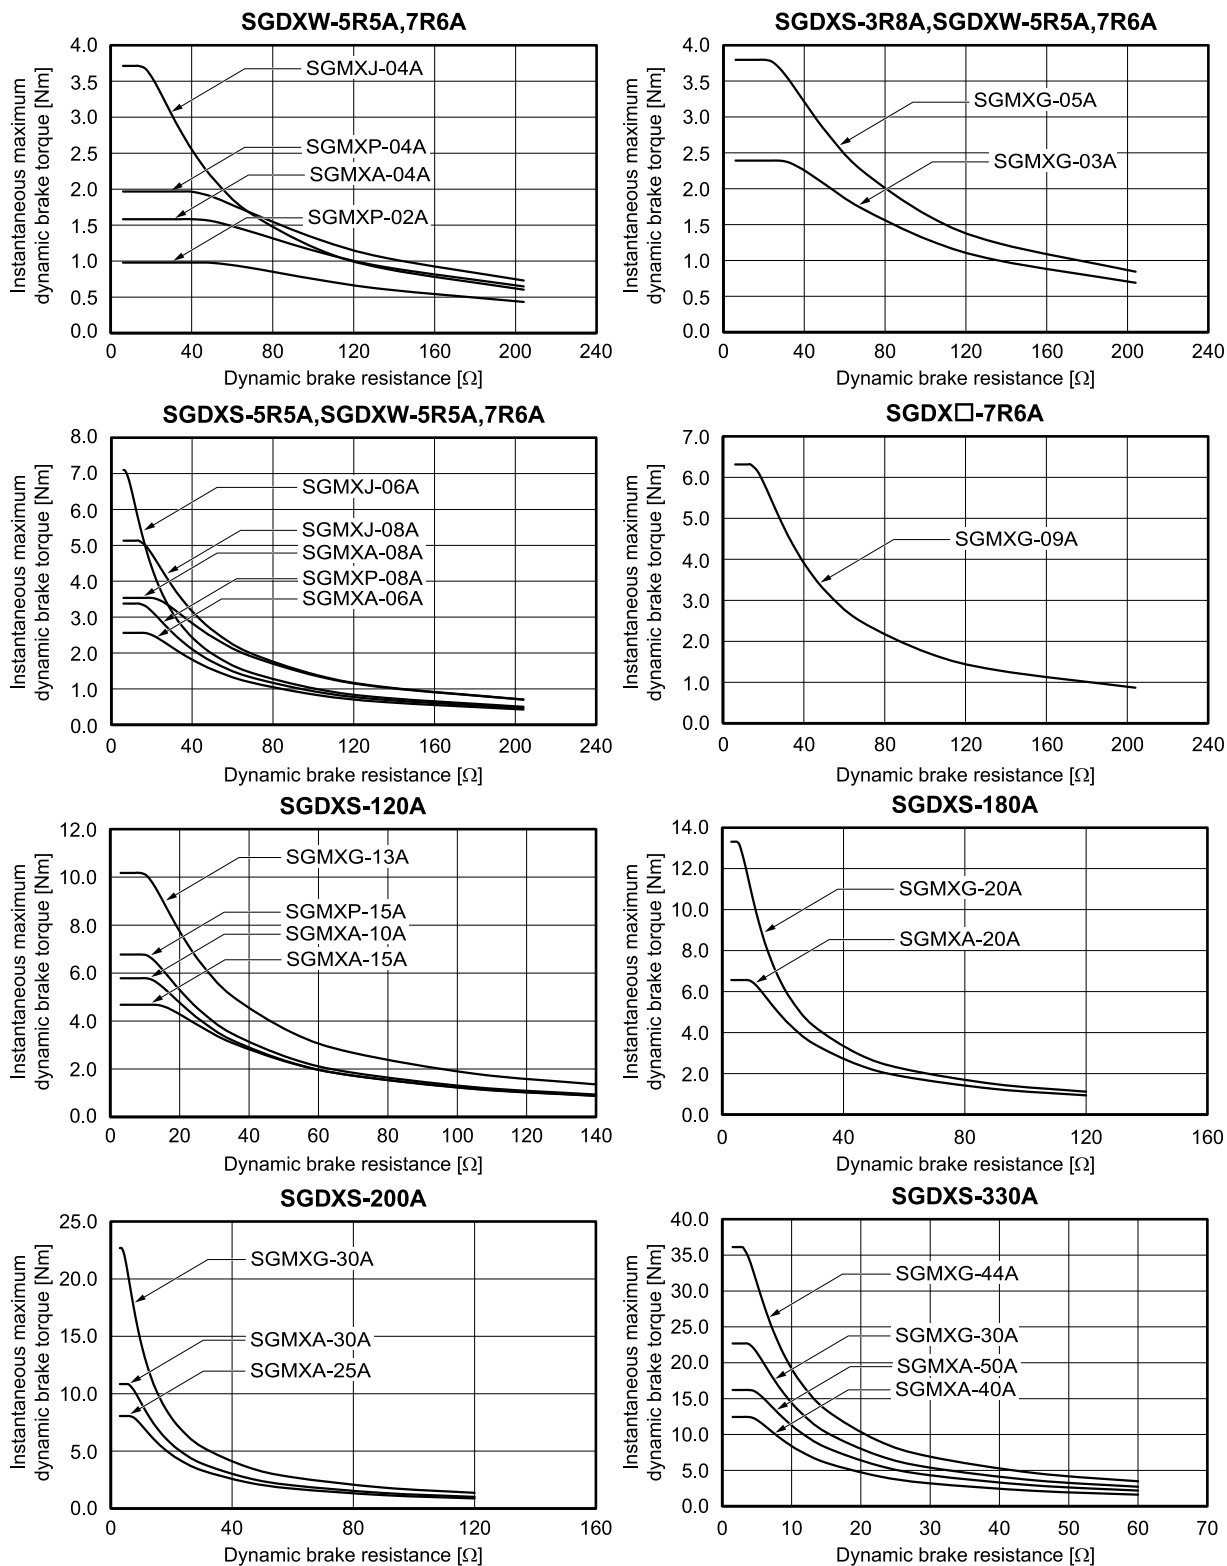 SGDXW-5R5A,7R6A
Instantaneous maximum
dynamic brake torque [Nm]
4.0
3.5
3.0
2.5
2.0
1.5
1.0
0.5
0.0
SGMXJ-04A
SGMXP-04A
SGMXA-04A
SGMXP-02A
0 40 80 120 160 200 240
Dynamic brake resistance [Ω]
SGDXS-3R8A,SGDXW-5R5A,7R6A
Instantaneous maximum
dynamic brake torque [Nm]
4.0
3.5
3.0
2.5
2.0
1.5
1.0
0.5
0.0
SGMXG-05A
SGMXG-03A
0 40 80 120 160 200 240
Dynamic brake resistance [Ω]
SGDXS-5R5A,SGDXW-5R5A,7R6A
Instantaneous maximum
dynamic brake torque [Nm]
8.0
7.0
6.0
5.0
4.0
3.0
2.0
1.0
0.0
SGMXJ-06A
SGMXJ-08A
SGMXA-08A
SGMXP-08A
SGMXA-06A
0 40 80 120 160 200 240
Dynamic brake resistance [Ω]
SGDX□-7R6A
Instantaneous maximum
dynamic brake torque [Nm]
7.0
6.0
5.0
4.0
3.0
2.0
1.0
0.0
SGMXG-09A
0 40 80 120 160 200 240
Dynamic brake resistance [Ω]
SGDXS-120A
Instantaneous maximum
dynamic brake torque [Nm]
12.0
10.0
8.0
6.0
4.0
2.0
0.0
SGMXG-13A
SGMXP-15A
SGMXA-10A
SGMXA-15A
0 20 40 60 80 100 120 140
Dynamic brake resistance [Ω]
SGDXS-180A
Instantaneous maximum
dynamic brake torque [Nm]
14.0
12.0
13.0
8.0
6.0
4.0
2.0
0.0
SGMXG-20A
SGMXA-20A
0 40 80 120 160
Dynamic brake resistance [Ω]
SGDXS-200A
Instantaneous maximum
dynamic brake torque [Nm]
25.0
20.0
15.0
10.0
5.0
0.0
SGMXG-30A
SGMXA-30A
SGMXA-25A
0 40 80 120 160
Dynamic brake resistance [Ω]
SGDXS-330A
Instantaneous maximum
dynamic brake torque [Nm]
40.0
35.0
30.0
25.0
20.0
15.0
10.0
5.0
0.0
SGMXG-44A
SGMXG-30A
SGMXA-50A
SGMXA-40A
0 10 20 30 40 50 60 70
Dynamic brake resistance [Ω]